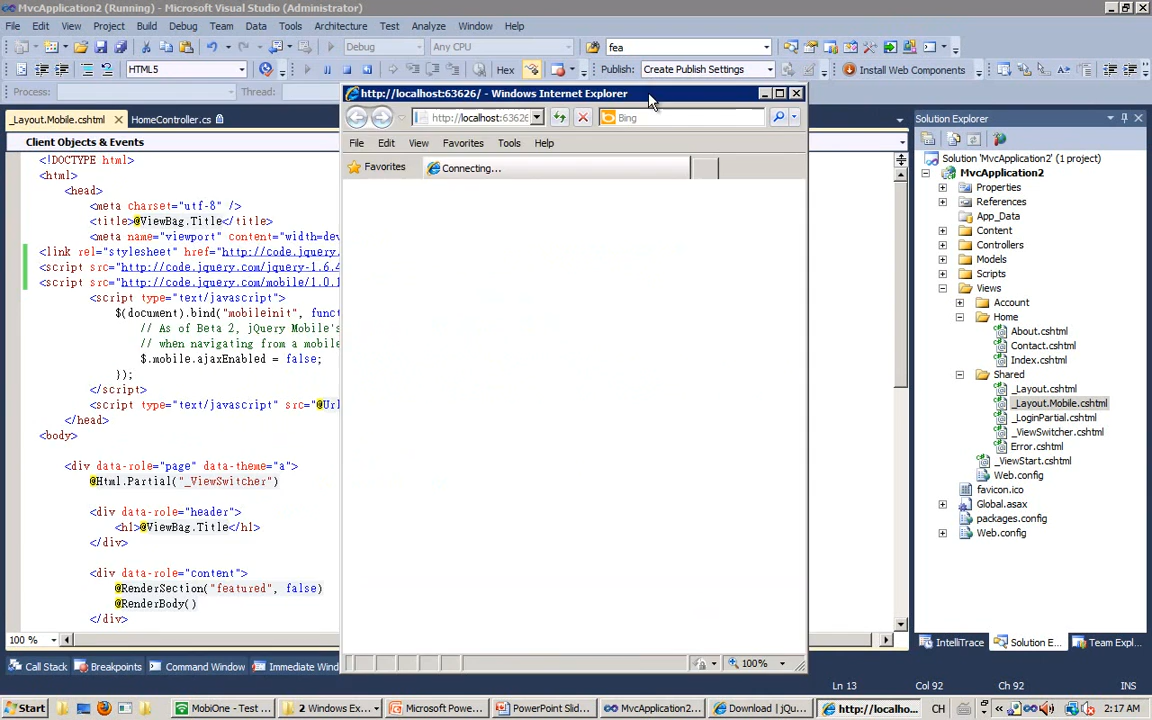 MvcApplication2 (Running) - Microsoft Visual Studio (Administrator)
File Edit View Project Build Debug Team Data Tools Architecture Test Analyze Window Help
Debug Any CPU fea
HTML5 Hex Publish: Create Publish Settings Install Web Components
Process:
_Layout.Mobile.cshtml HomeController.cs
Client Objects & Events
<!DOCTYPE html>
<html>
<head>
<meta charset="utf-8" />
<title>@ViewBag.Title</title>
<meta name="viewport" content="width=dev
<link rel="stylesheet" href="http://code.jquery.
<script src="http://code.jquery.com/jquery-1.6.4
<script src="http://code.jquery.com/mobile/1.0.1
<script type="text/javascript">
$(document).bind("mobileinit", funct
// As of Beta 2, jQuery Mobile's
// when navigating from a mobile
$.mobile.ajaxEnabled = false;
});
</script>
<script type="text/javascript" src="@Url
</head>
<body>
<div data-role="page" data-theme="a">
@Html.Partial("_ViewSwitcher")
<div data-role="header">
<h1>@ViewBag.Title</h1>
</div>
<div data-role="content">
@RenderSection("featured", false)
@RenderBody()
</div>
100 %
http://localhost:63626/ - Windows Internet Explorer
http://localhost:63626 Bing
File Edit View Favorites Tools Help
Favorites Connecting...
100%
Solution Explorer
Solution 'MvcApplication2' (1 project)
MvcApplication2
Properties
References
App_Data
Content
Controllers
Models
Scripts
Views
Account
Home
About.cshtml
Contact.cshtml
Index.cshtml
Shared
_Layout.cshtml
_Layout.Mobile.cshtml
_LoginPartial.cshtml
_ViewSwitcher.cshtml
Error.cshtml
_ViewStart.cshtml
Web.config
favicon.ico
Global.asax
packages.config
Web.config
IntelliTrace Solution E... Team Expl...
Call Stack Breakpoints Command Window Immediate Wind
Ln 13 Col 92 Ch 92 INS
Start MobiOne - Test ... 2 Windows Ex... Microsoft Powe... PowerPoint Slid... MvcApplication2... Download | jQu... http://localho... CH 2:17 AM